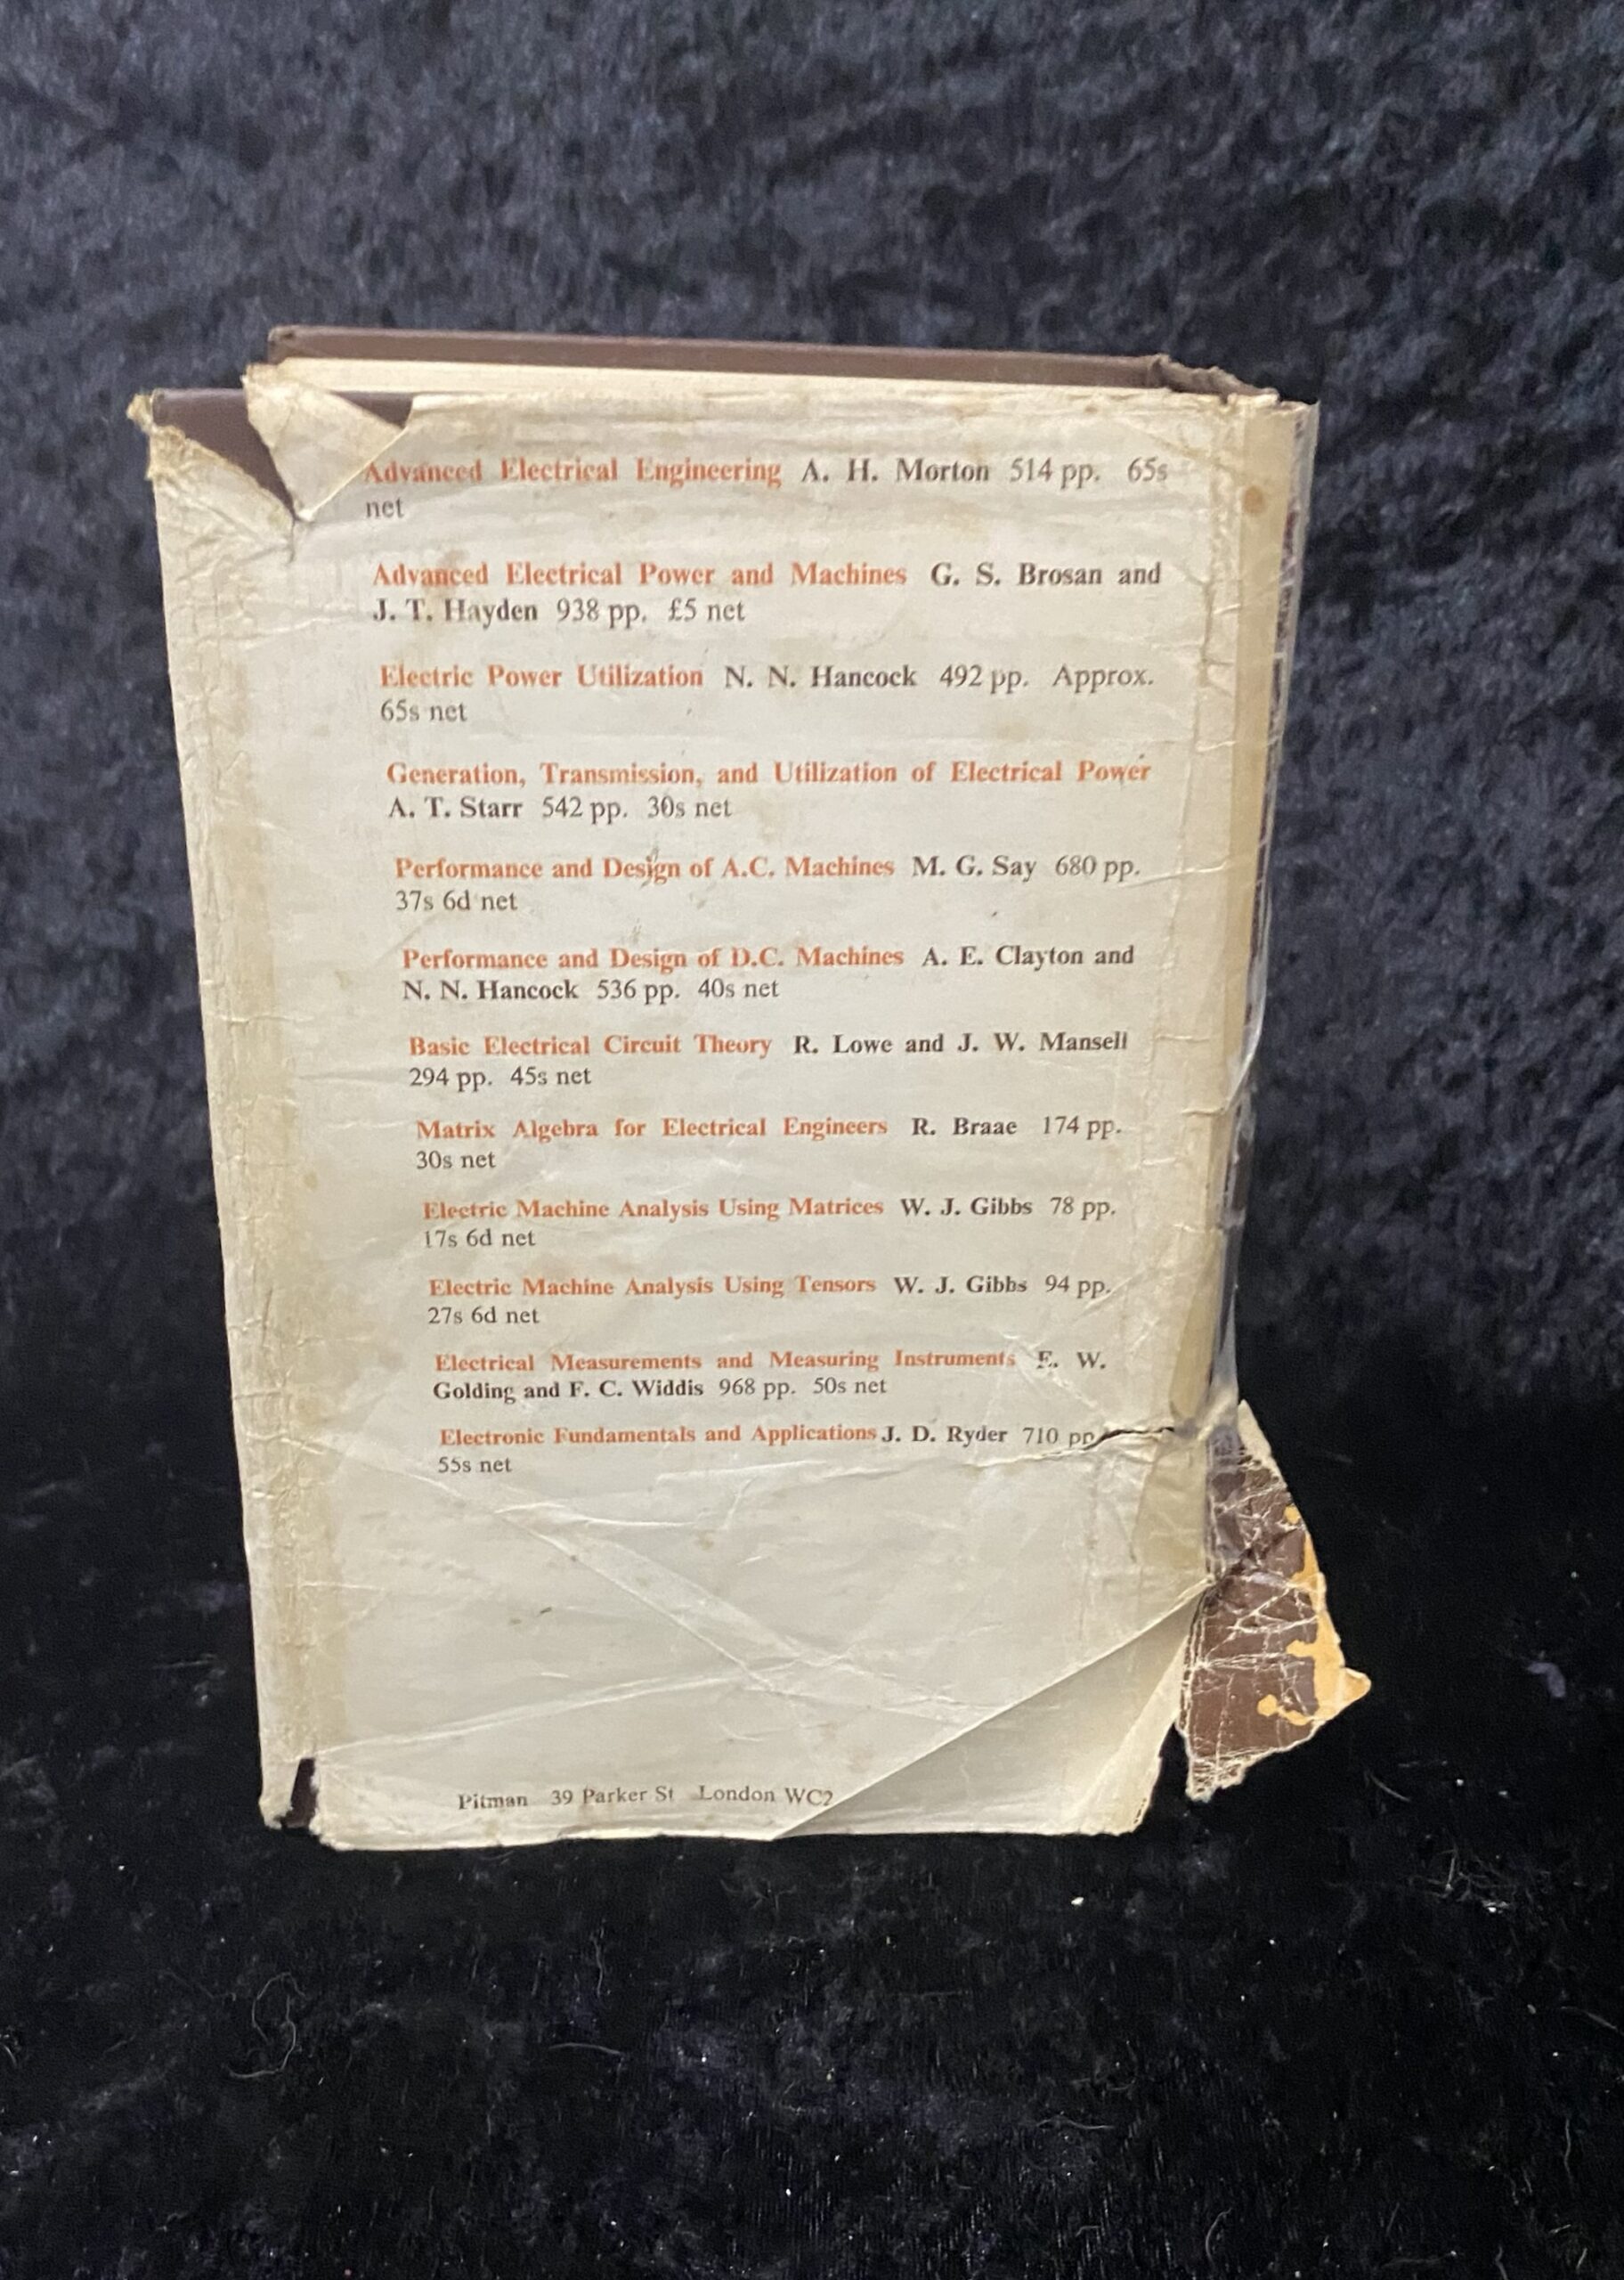 Advanced Electrical Engineering A. H. Morton 514 pp. 65s
net
Advanced Electrical Power and Machines G. S. Brosan and
J. T. Hayden 938 pp. £5 net
Electric Power Utilization N. N. Hancock 492 pp. Approx.
65s net
Generation, Transmission, and Utilization of Electrical Power
A. T. Starr 542 pp. 30s net
Performance and Design of A.C. Machines M. G. Say 680 pp.
37s 6d net
Performance and Design of D.C. Machines A. E. Clayton and
N. N. Hancock 536 pp. 40s net
Basic Electrical Circuit Theory R. Lowe and J. W. Mansell
294 pp. 45s net
Matrix Algebra for Electrical Engineers R. Braae 174 pp.
30s net
Electric Machine Analysis Using Matrices W. J. Gibbs 78 pp.
17s 6d net
Electric Machine Analysis Using Tensors W. J. Gibbs 94 pp.
27s 6d net
Electrical Measurements and Measuring Instruments E. W.
Golding and F. C. Widdis 968 pp. 50s net
Electronic Fundamentals and Applications J. D. Ryder 710 pp
55s net
Pitman 39 Parker St London WC2